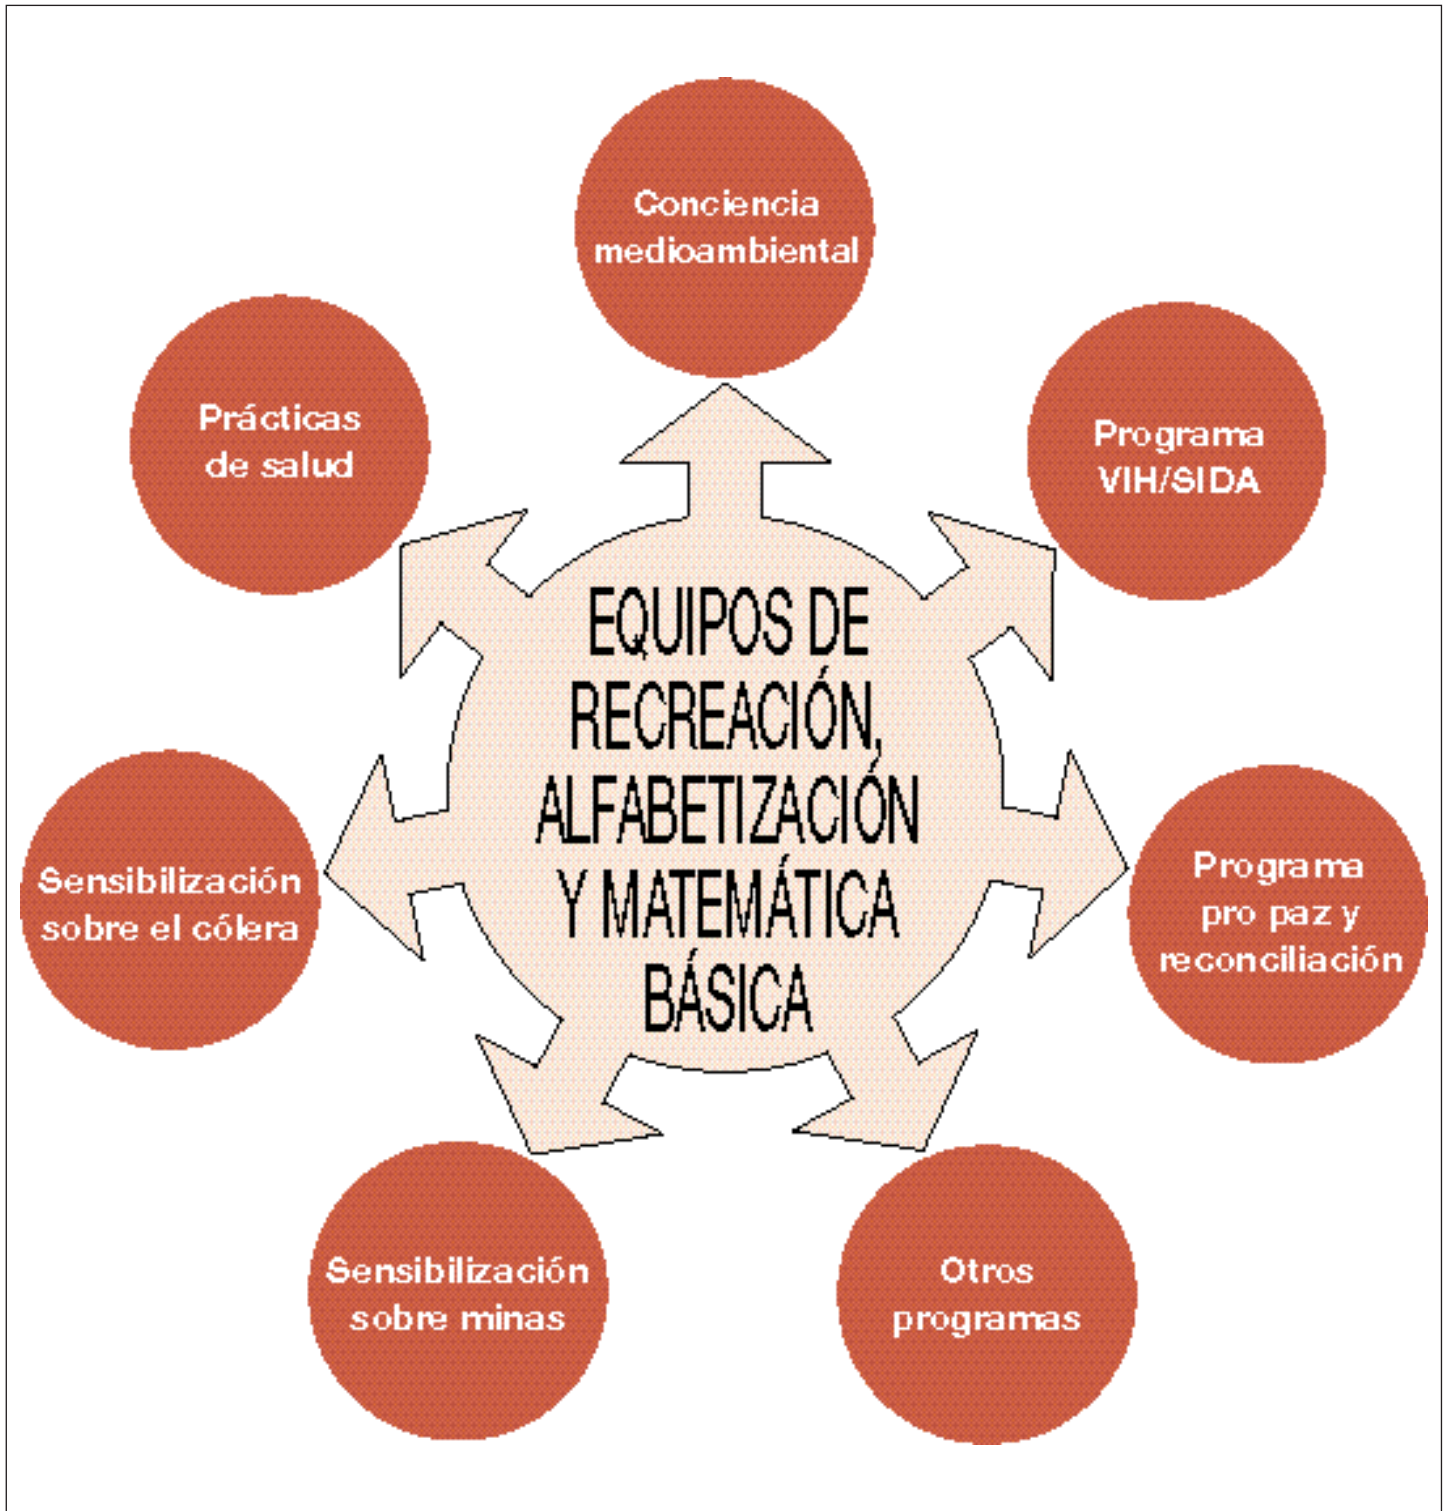 Conciencia
medioambiental
Prácticas
de salud
Programa
VIH/SIDA
EQUIPOS DE
RECREACIÓN,
ALFABETIZACIÓN
Y MATEMÁTICA
BÁSICA
Sensibilización
sobre el cólera
Programa
pro paz y
reconciliación
Sensibilización
sobre minas
Otros
programas